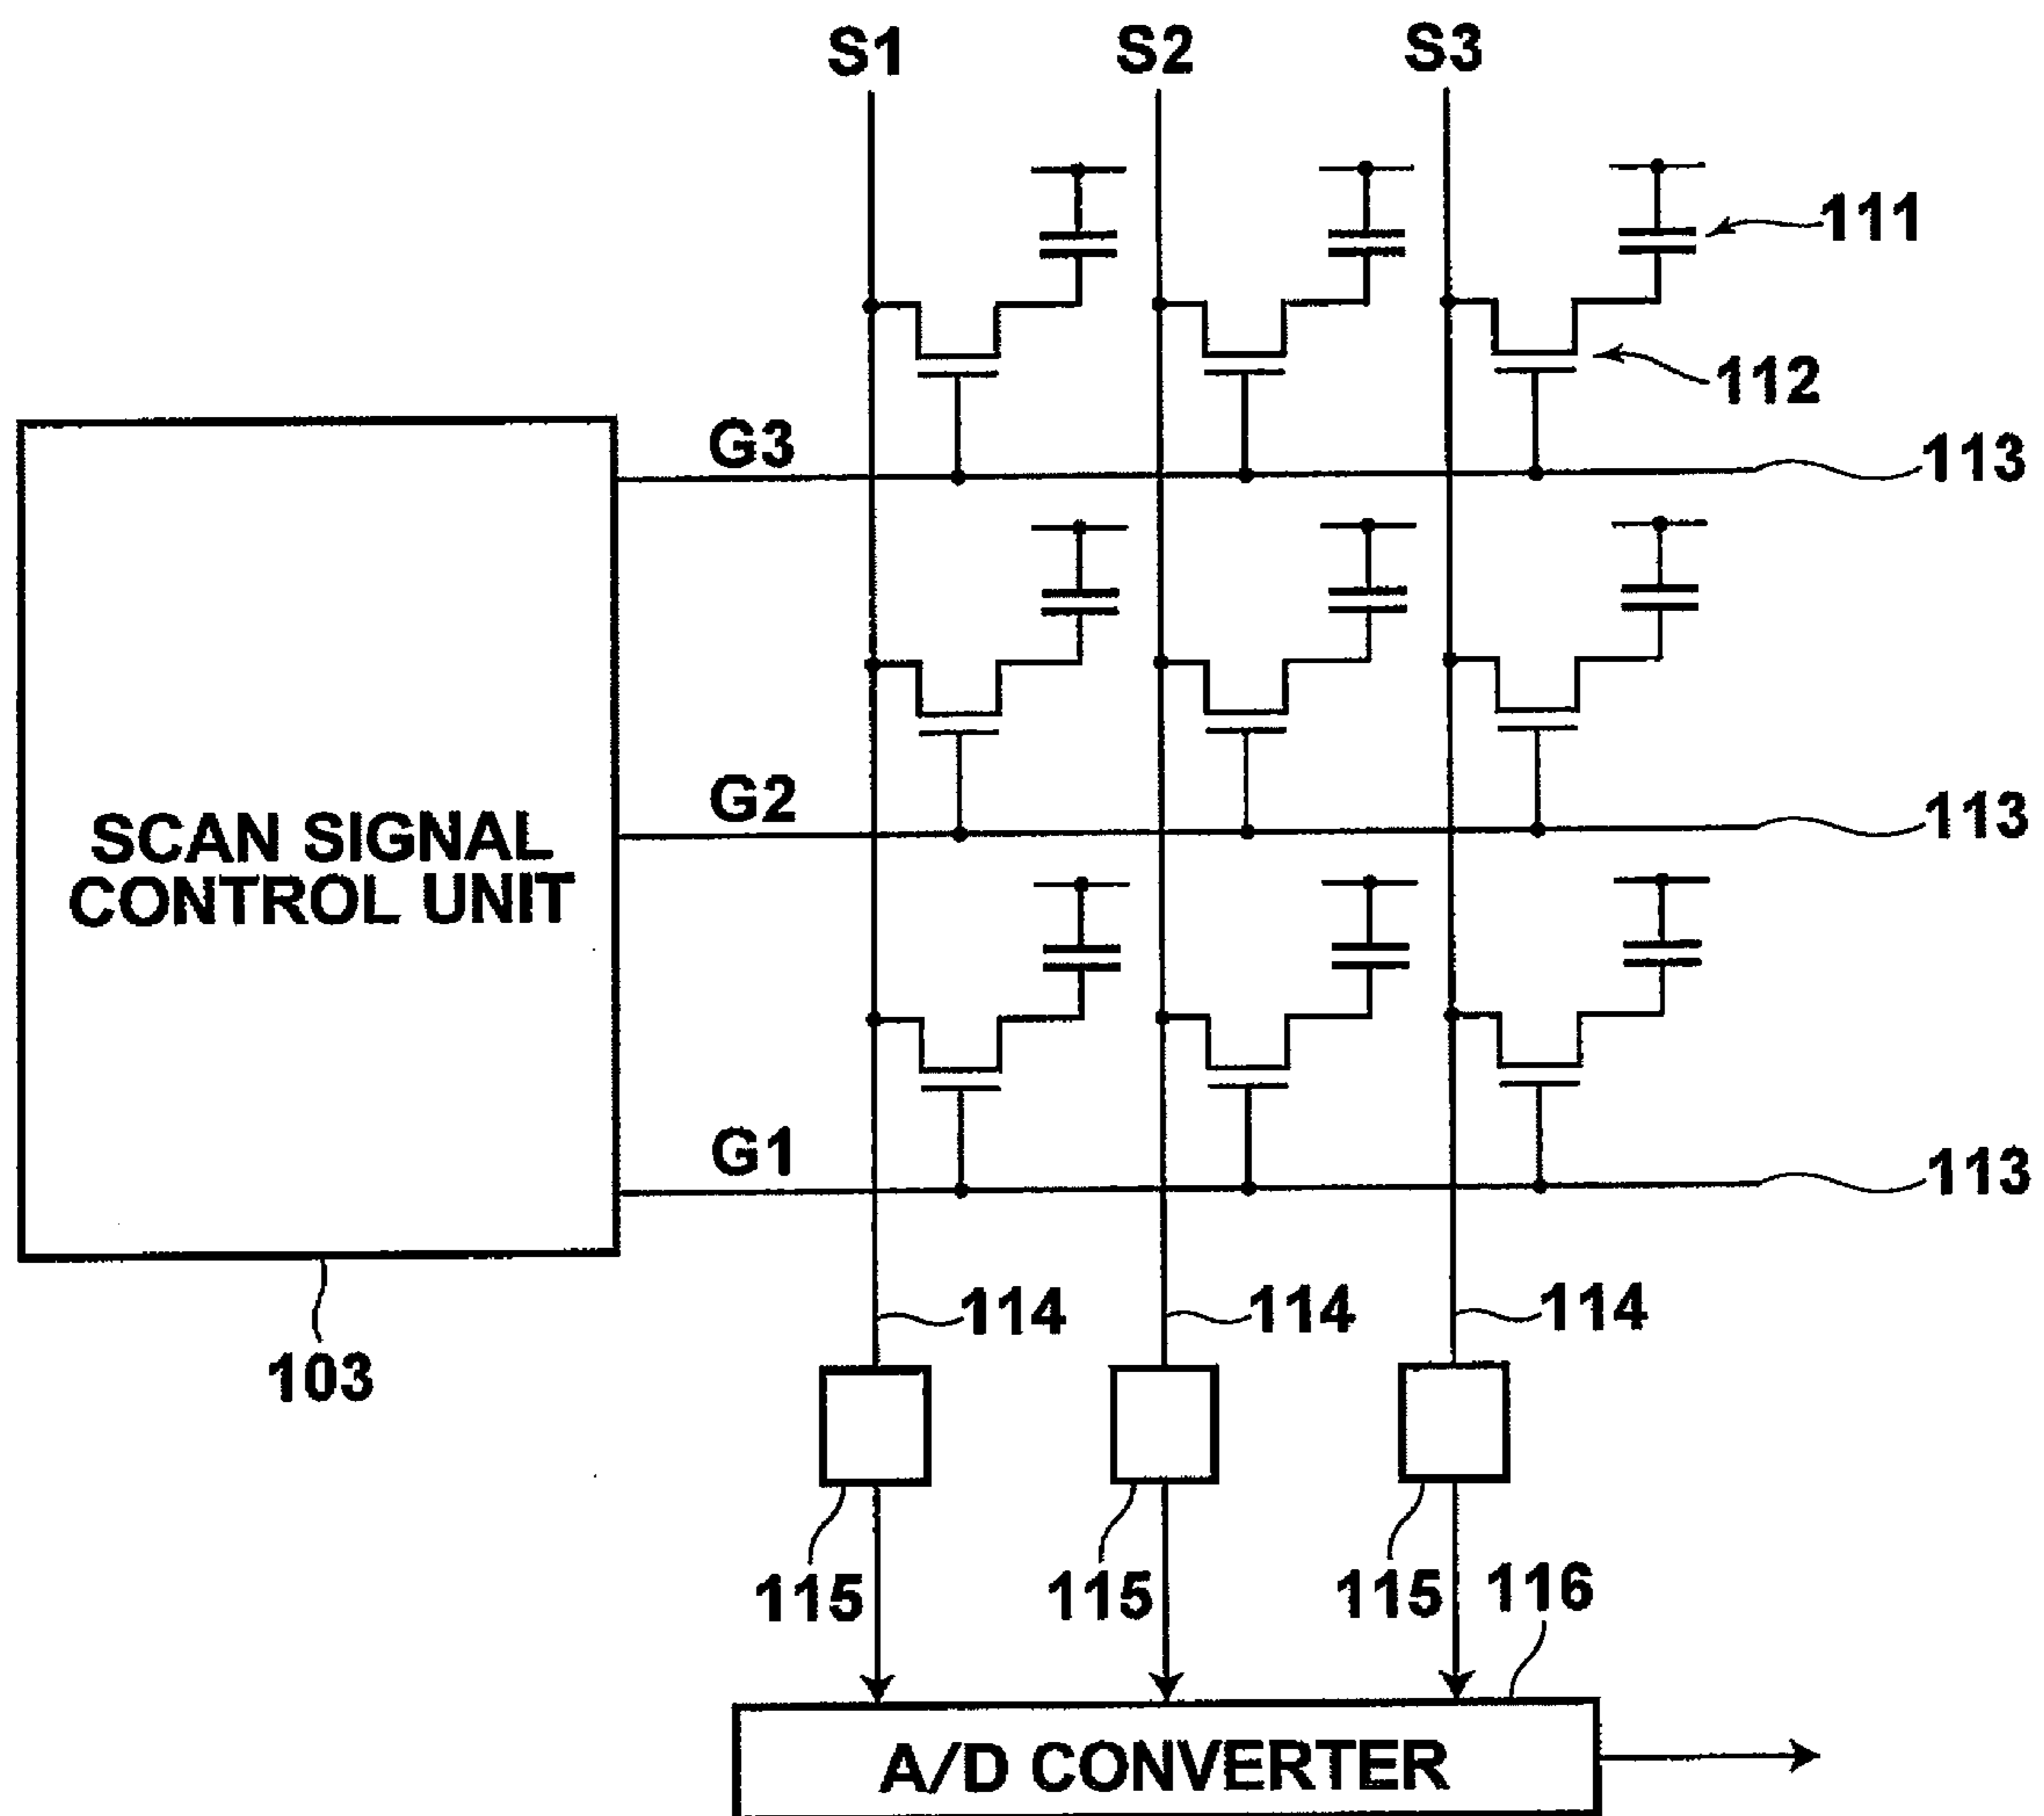 S1 S2 S3
111
112
G3 113
G2 113
SCAN SIGNAL
CONTROL UNIT
G1 113
114 114 114
103
115 115 115 116
A/D CONVERTER